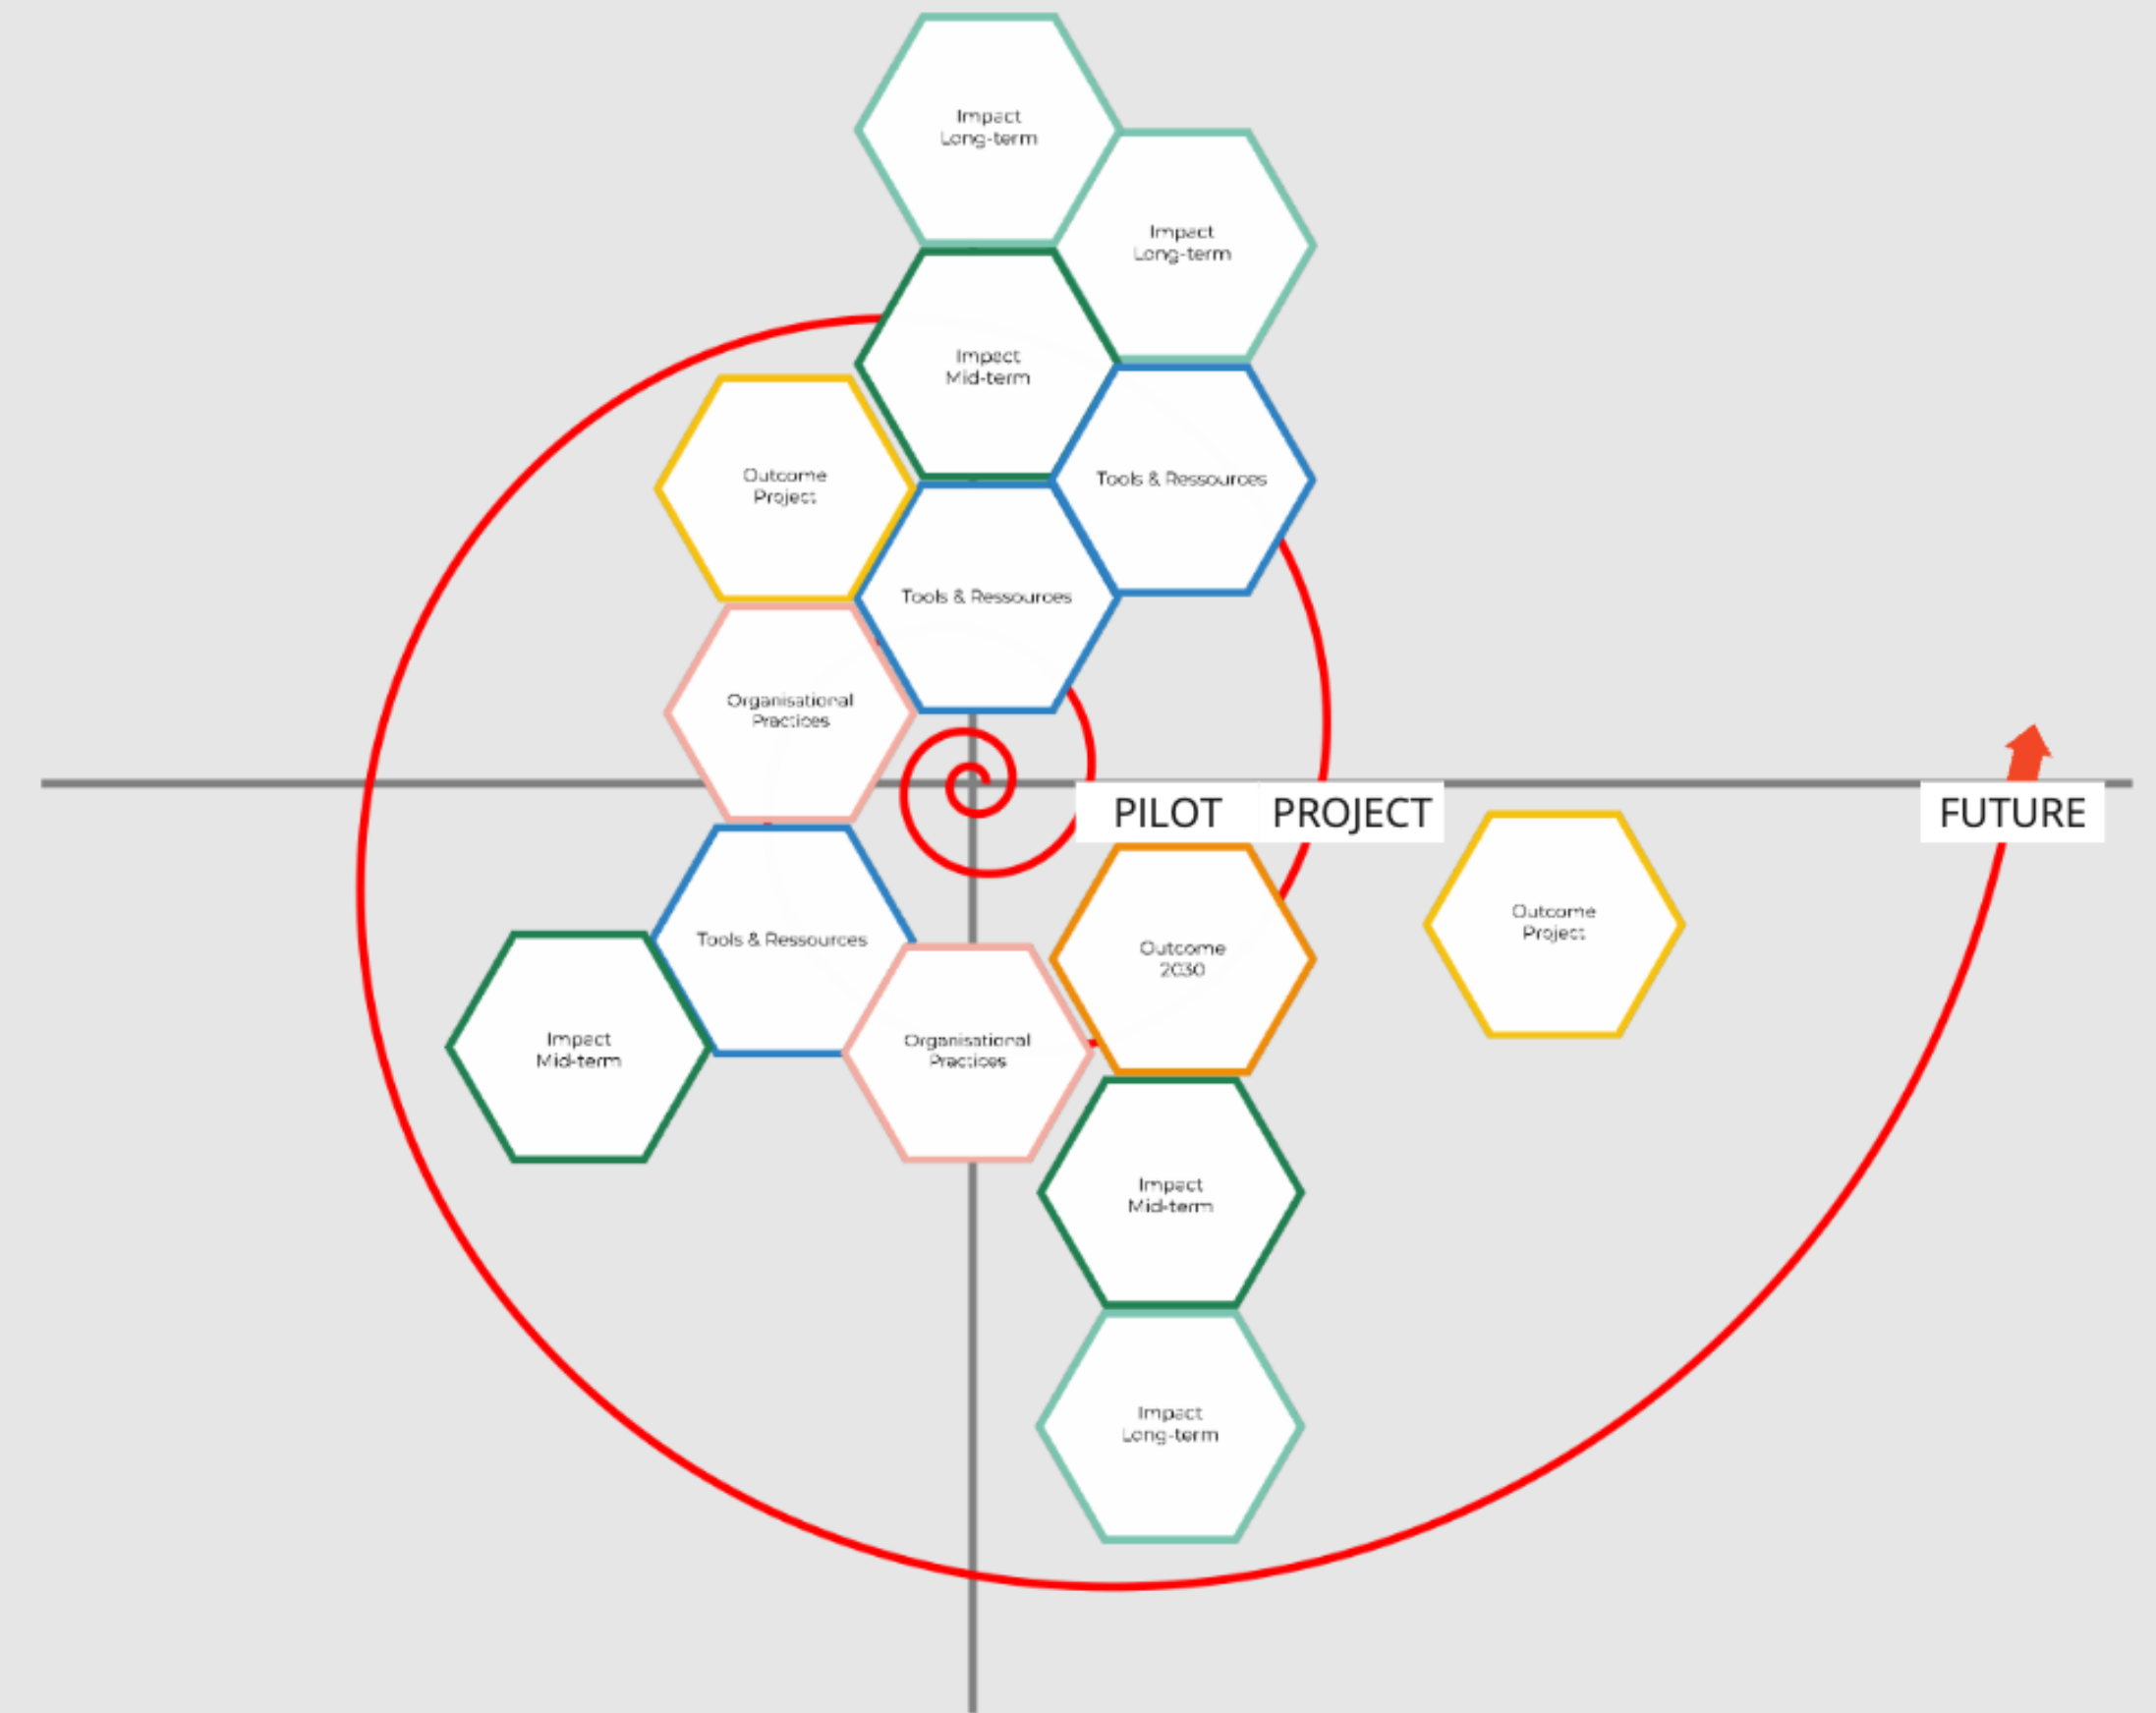 Impact
Long-term
Impact
Long-term
Impact
Mid-term
Outcome
Project
Tools & Ressources
Tools & Ressources
Organisational
Practices
PILOT
PROJECT
FUTURE
Outcome
Project
Tools & Ressources
Outcome
2030
Impact
Mid-term
Organisational
Practices
Impact
Mid-term
Impact
Long-term